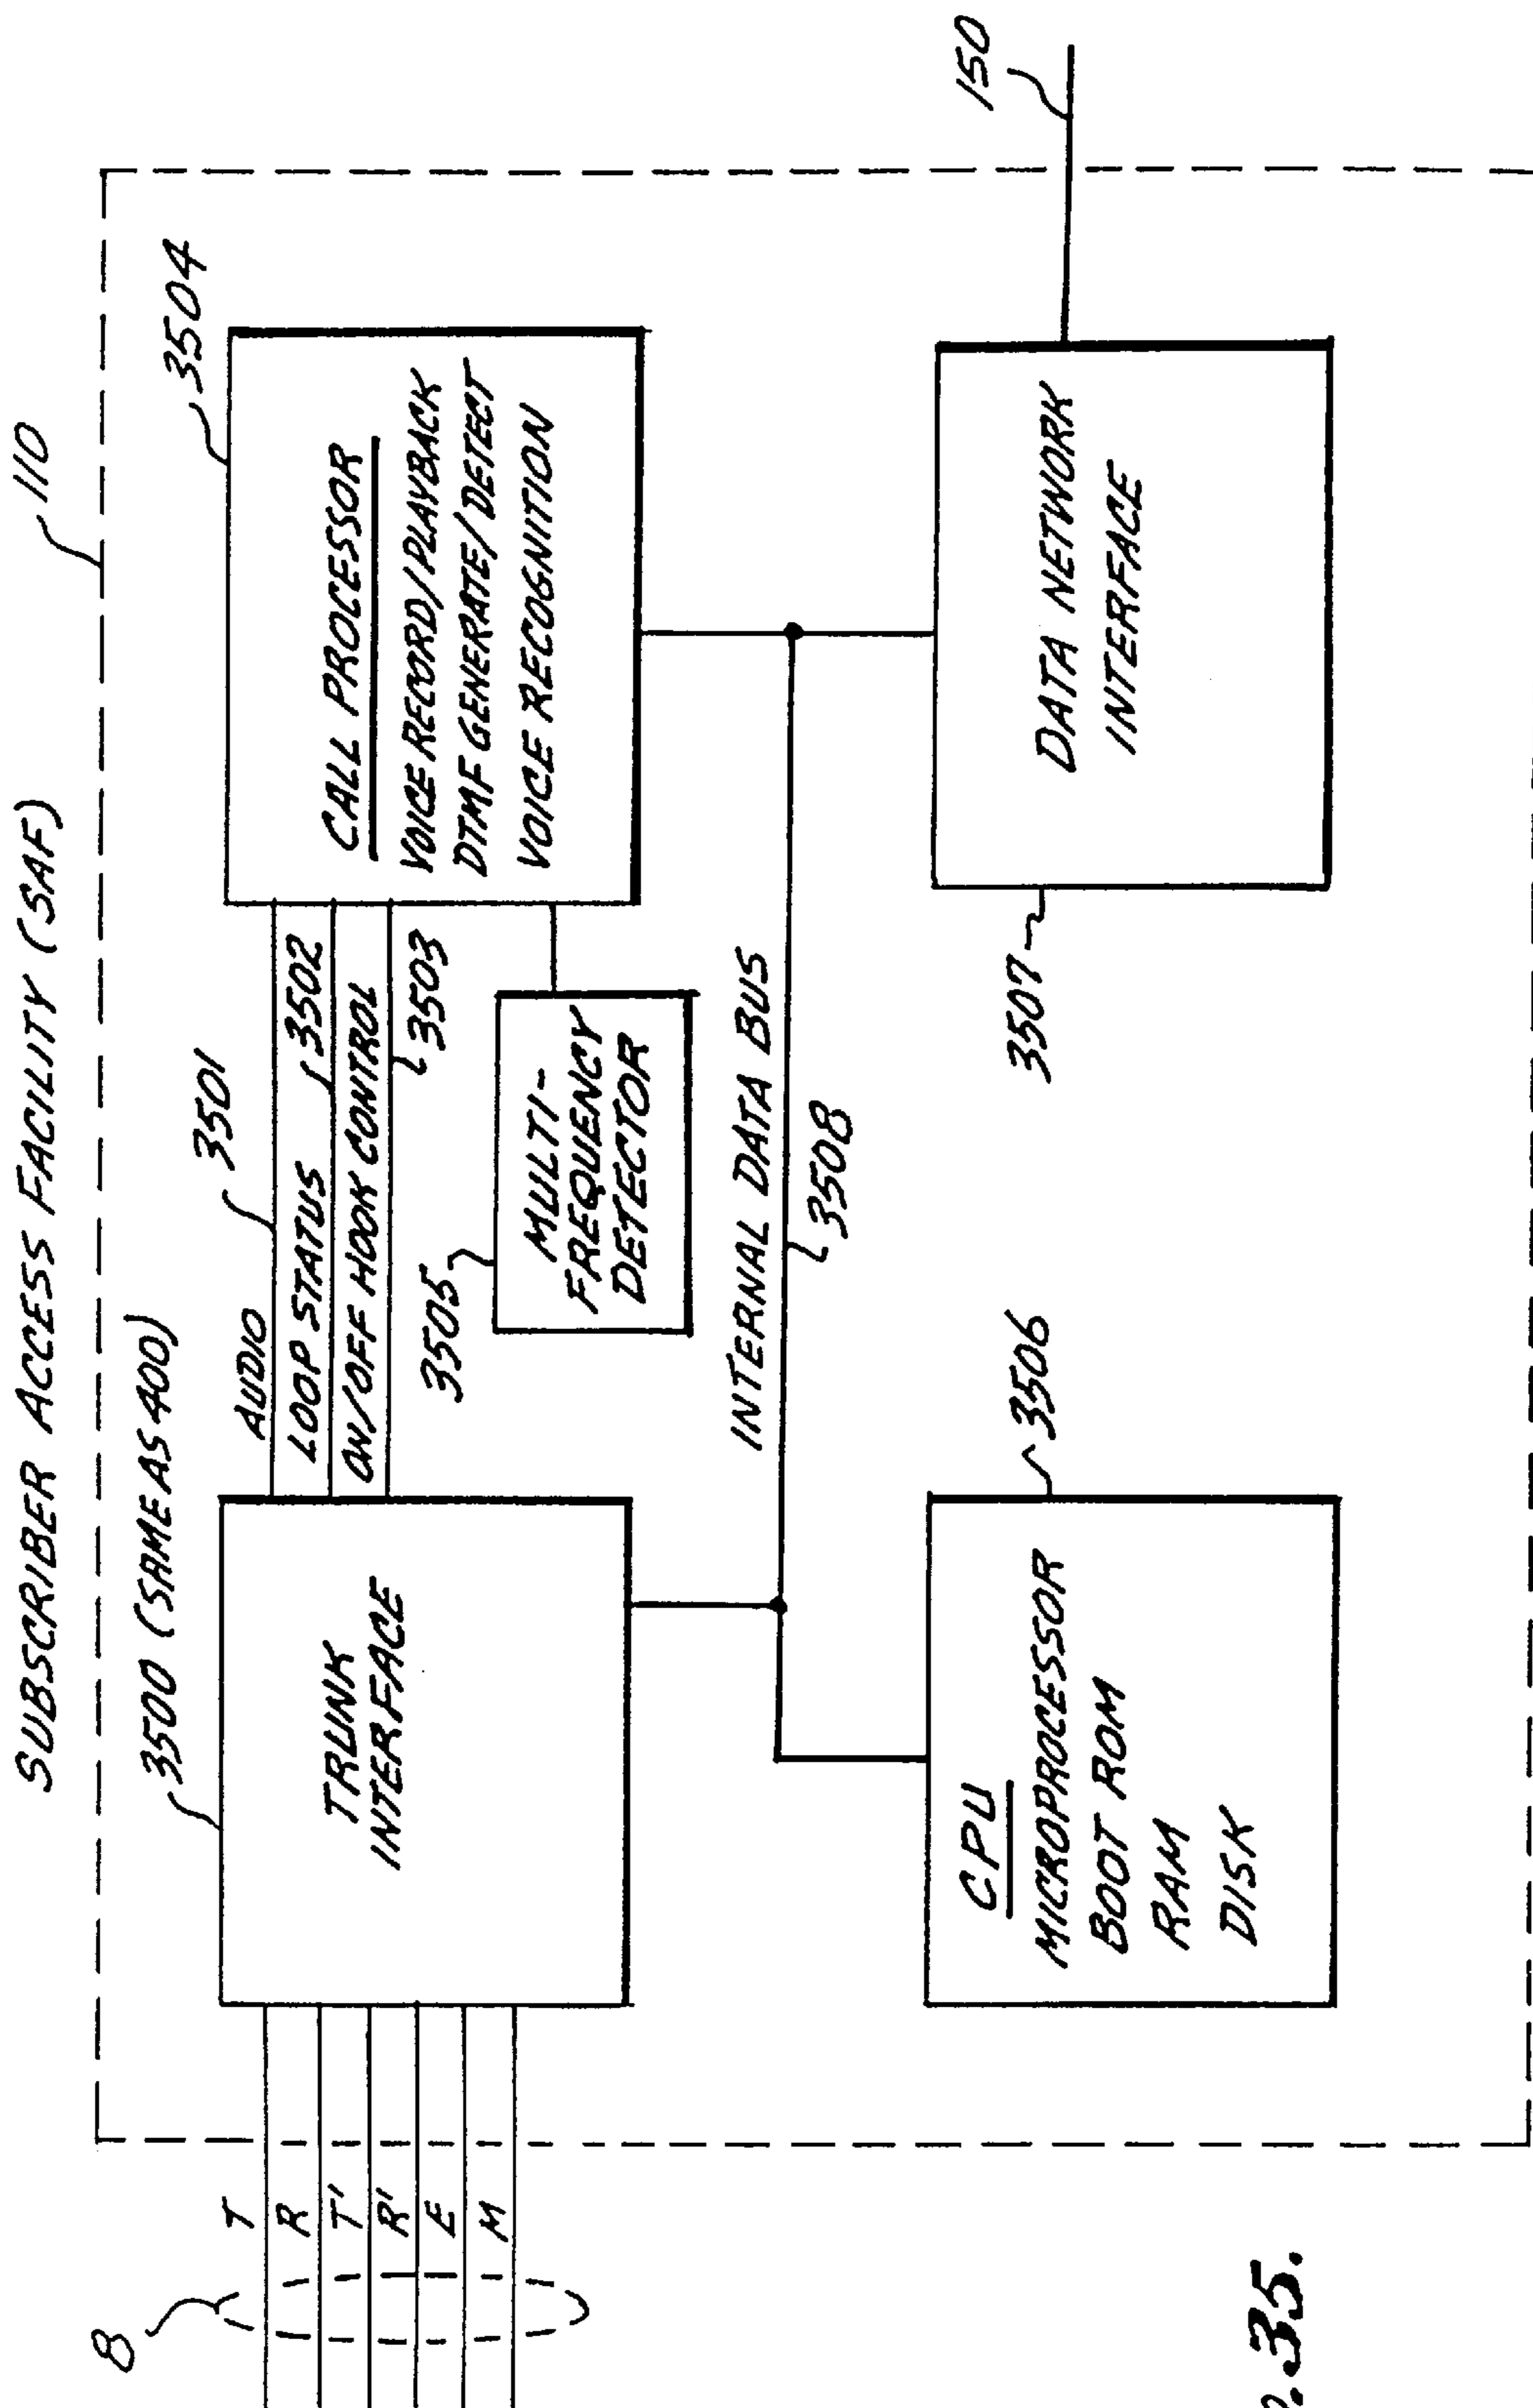 SUBSCRIBER ACCESS FACILITY (SAF)
110
3500 (SAME AS 400)
3501
3504
8
T
R
T'
R'
E
M
TRUNK
INTERFACE
AUDIO
LOOP STATUS
3502
ON/OFF HOOK CONTROL
3503
CALL PROCESSOR
VOICE RECORD/PLAYBACK
DTMF GENERATE/DETECT
VOICE RECOGNITION
3505
MULTI-
FREQUENCY
DETECTOR
INTERNAL DATA BUS
3508
150
3506
CPU
MICROPROCESSOR
BOOT ROM
RAM
DISK
3507
DATA NETWORK
INTERFACE
35.